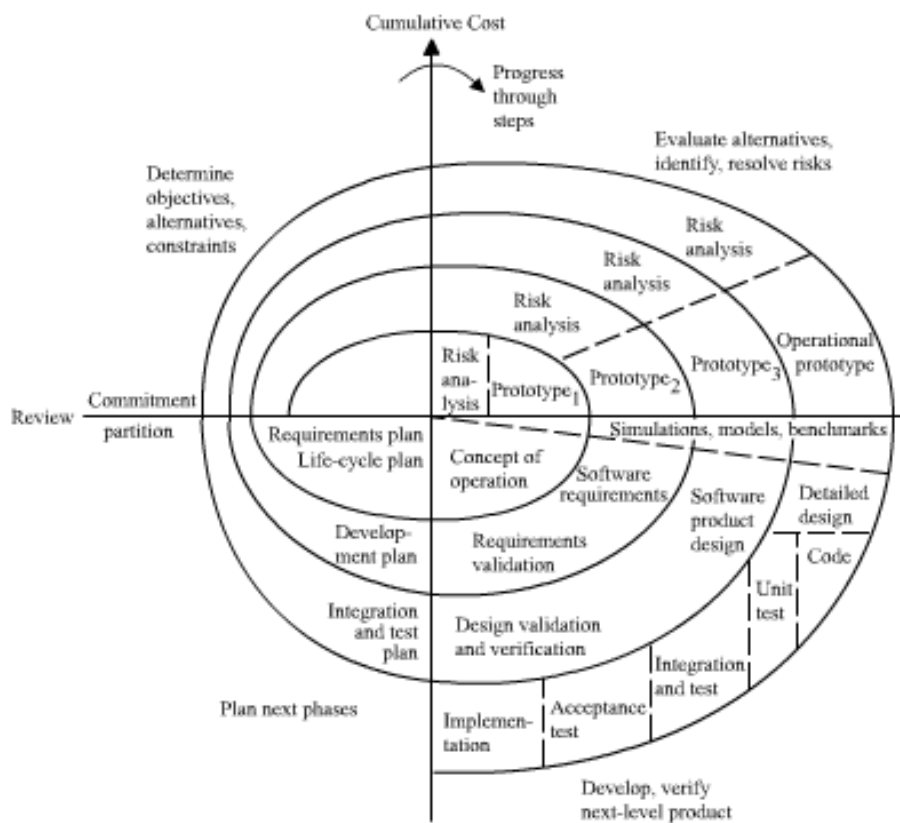 Cumulative Cost
Progress
through
steps
Evaluate alternatives,
identify, resolve risks
Determine
objectives,
alternatives,
constraints
Risk
analysis
Risk
analysis
Risk
analysis
Risk
ana-
lysis
Prototype1
Prototype2
Prototype3
Operational
prototype
Review
Commitment
partition
Requirements plan
Life-cycle plan
Concept of
operation
Simulations, models, benchmarks
Software
requirements
Software
product
design
Detailed
design
Code
Develop-
ment plan
Requirements
validation
Unit
test
Integration
and test
plan
Design validation
and verification
Integration
and test
Acceptance
test
Implemen-
tation
Plan next phases
Develop, verify
next-level product